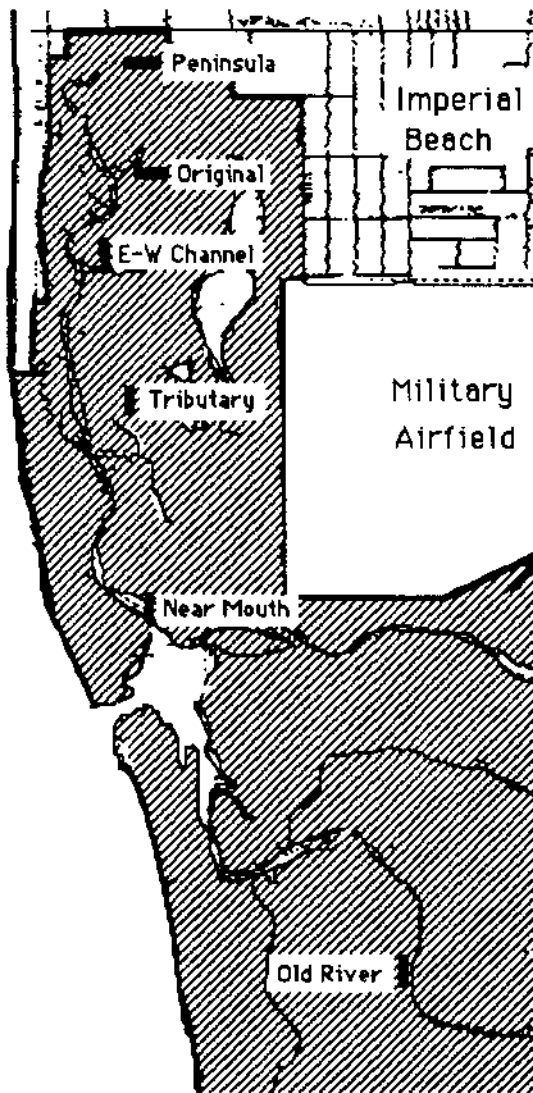 Peninsula
Imperial
Beach
Original
E-W Channel
Tributary
Military
Airfield
Near Mouth
Old River